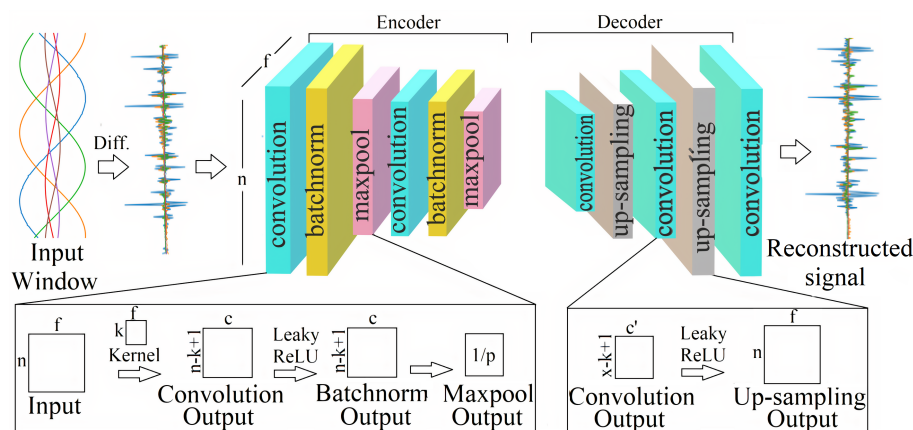 Encoder
Decoder
f
n
Diff.
convolution
batchnorm
maxpool
convolution
batchnorm
maxpool
convolution
up-sampling
convolution
up-sampling
convolution
Input
Window
Reconstructed
signal
f
n
Input
f
k
Kernel
c
n-k+1
Convolution
Output
Leaky
ReLU
c
n-k+1
Batchnorm
Output
1/p
Maxpool
Output
c'
x-k+1
Convolution
Output
Leaky
ReLU
f
n
Up-sampling
Output